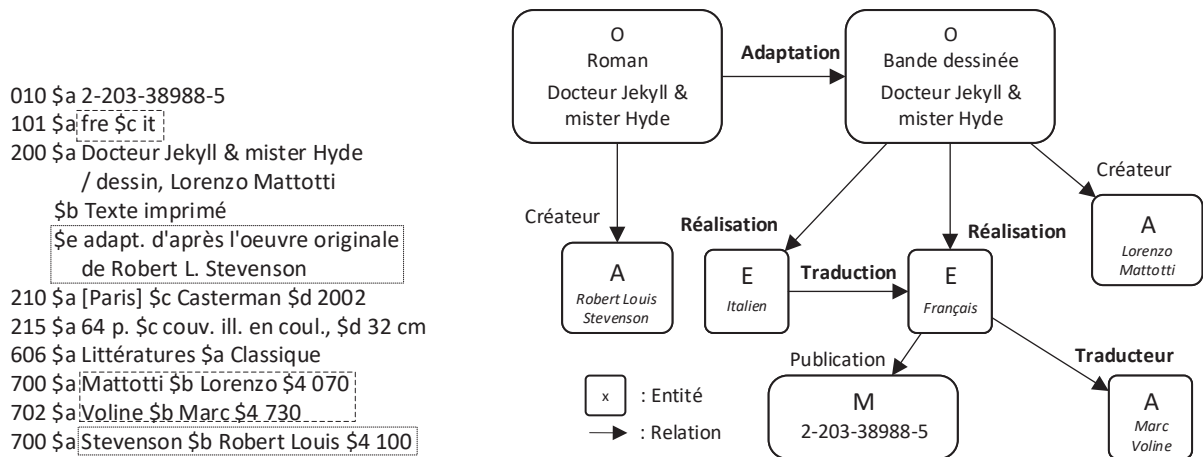 010 $a 2-203-38988-5
101 $a fre $c it
200 $a Docteur Jekyll & mister Hyde
/ dessin, Lorenzo Mattotti
$b Texte imprimé
$e adapt. d'après l'oeuvre originale
de Robert L. Stevenson
210 $a [Paris] $c Casterman $d 2002
215 $a 64 p. $c couv. ill. en coul., $d 32 cm
606 $a Littératures $a Classique
700 $a Mattotti $b Lorenzo $4 070
702 $a Voline $b Marc $4 730
700 $a Stevenson $b Robert Louis $4 100
O
Roman
Docteur Jekyll &
mister Hyde
Adaptation
O
Bande dessinée
Docteur Jekyll &
mister Hyde
Créateur
A
Robert Louis
Stevenson
Réalisation
Réalisation
Créateur
A
Lorenzo
Mattotti
E
Italien
Traduction
E
Français
Publication
Traducteur
M
2-203-38988-5
A
Marc
Voline
x : Entité
: Relation